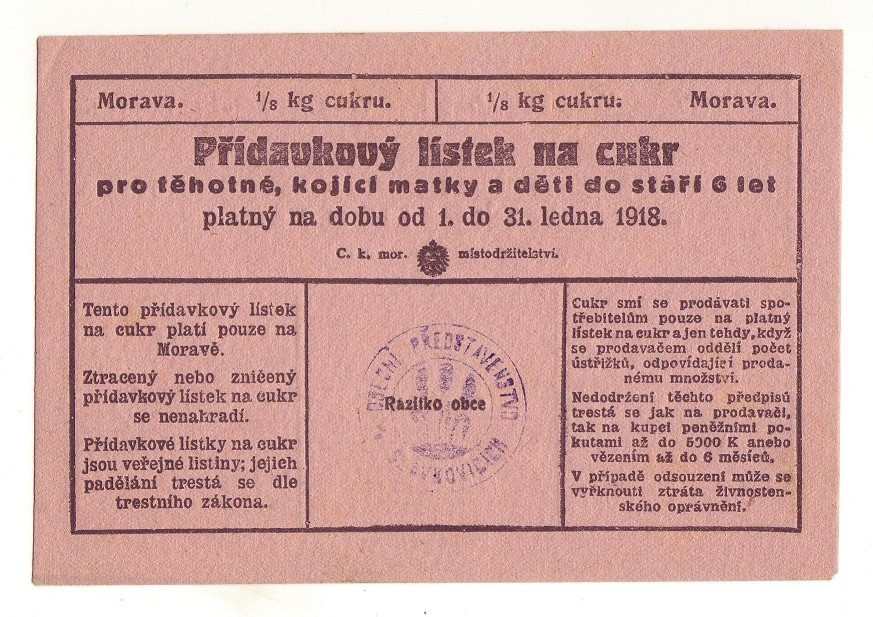 Morava. 1/8 kg cukru.
1/8 kg cukru. Morava.
Přídavkový lístek na cukr
pro těhotné, kojící matky a děti do stáří 6 let
platný na dobu od 1. do 31. ledna 1918.
C. k. mor. místodržitelství.
Tento přídavkový lístek
na cukr platí pouze na
Moravě.
Ztracený nebo zničený
přídavkový lístek na cukr
se nenahradí.
Přídavkové lístky na cukr
jsou veřejné listiny; jejich
padělání trestá se dle
trestního zákona.
OBECNÍ PŘEDSTAVENSTVO
Razítko obce
Cukr smí se prodávati spo-
třebitelům pouze na platný
lístek na cukr a jen tehdy, když
se prodavačem oddělí počet
ústřižků, odpovídající proda-
nému množství.
Nedodržení těchto předpisů
trestá se jak na prodavači,
tak na kupci peněžními po-
kutami až do 5000 K anebo
vězením až do 6 měsíců.
V případě odsouzení může se
vyřknouti ztráta živnosten-
ského oprávnění.